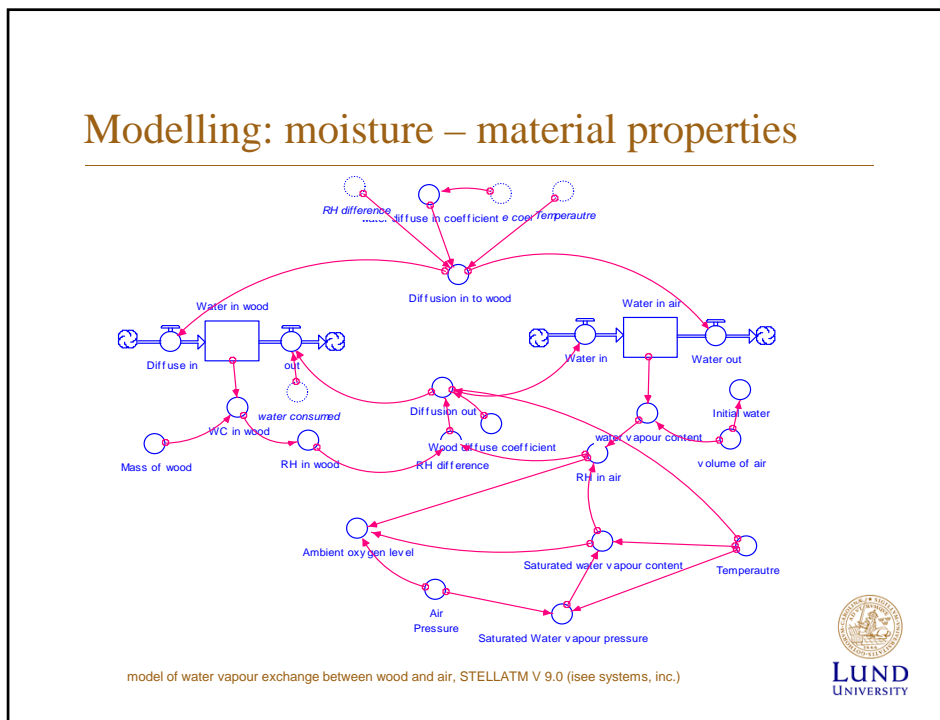 Modelling: moisture – material properties
RH difference
diffuse in coefficient
e coef
Temperautre
Diffusion in to wood
Water in wood
Water in air
Diffuse in
out
Water in
Water out
water consumed
Diffusion out
Initial water
WC in wood
Wood diffuse coefficient
water vapour content
Mass of wood
RH in wood
RH difference
volume of air
RH in air
Ambient oxygen level
Saturated water vapour content
Temperautre
Air
Pressure
Saturated Water vapour pressure
model of water vapour exchange between wood and air, STELLATM V 9.0 (isee systems, inc.)
LUND
UNIVERSITY